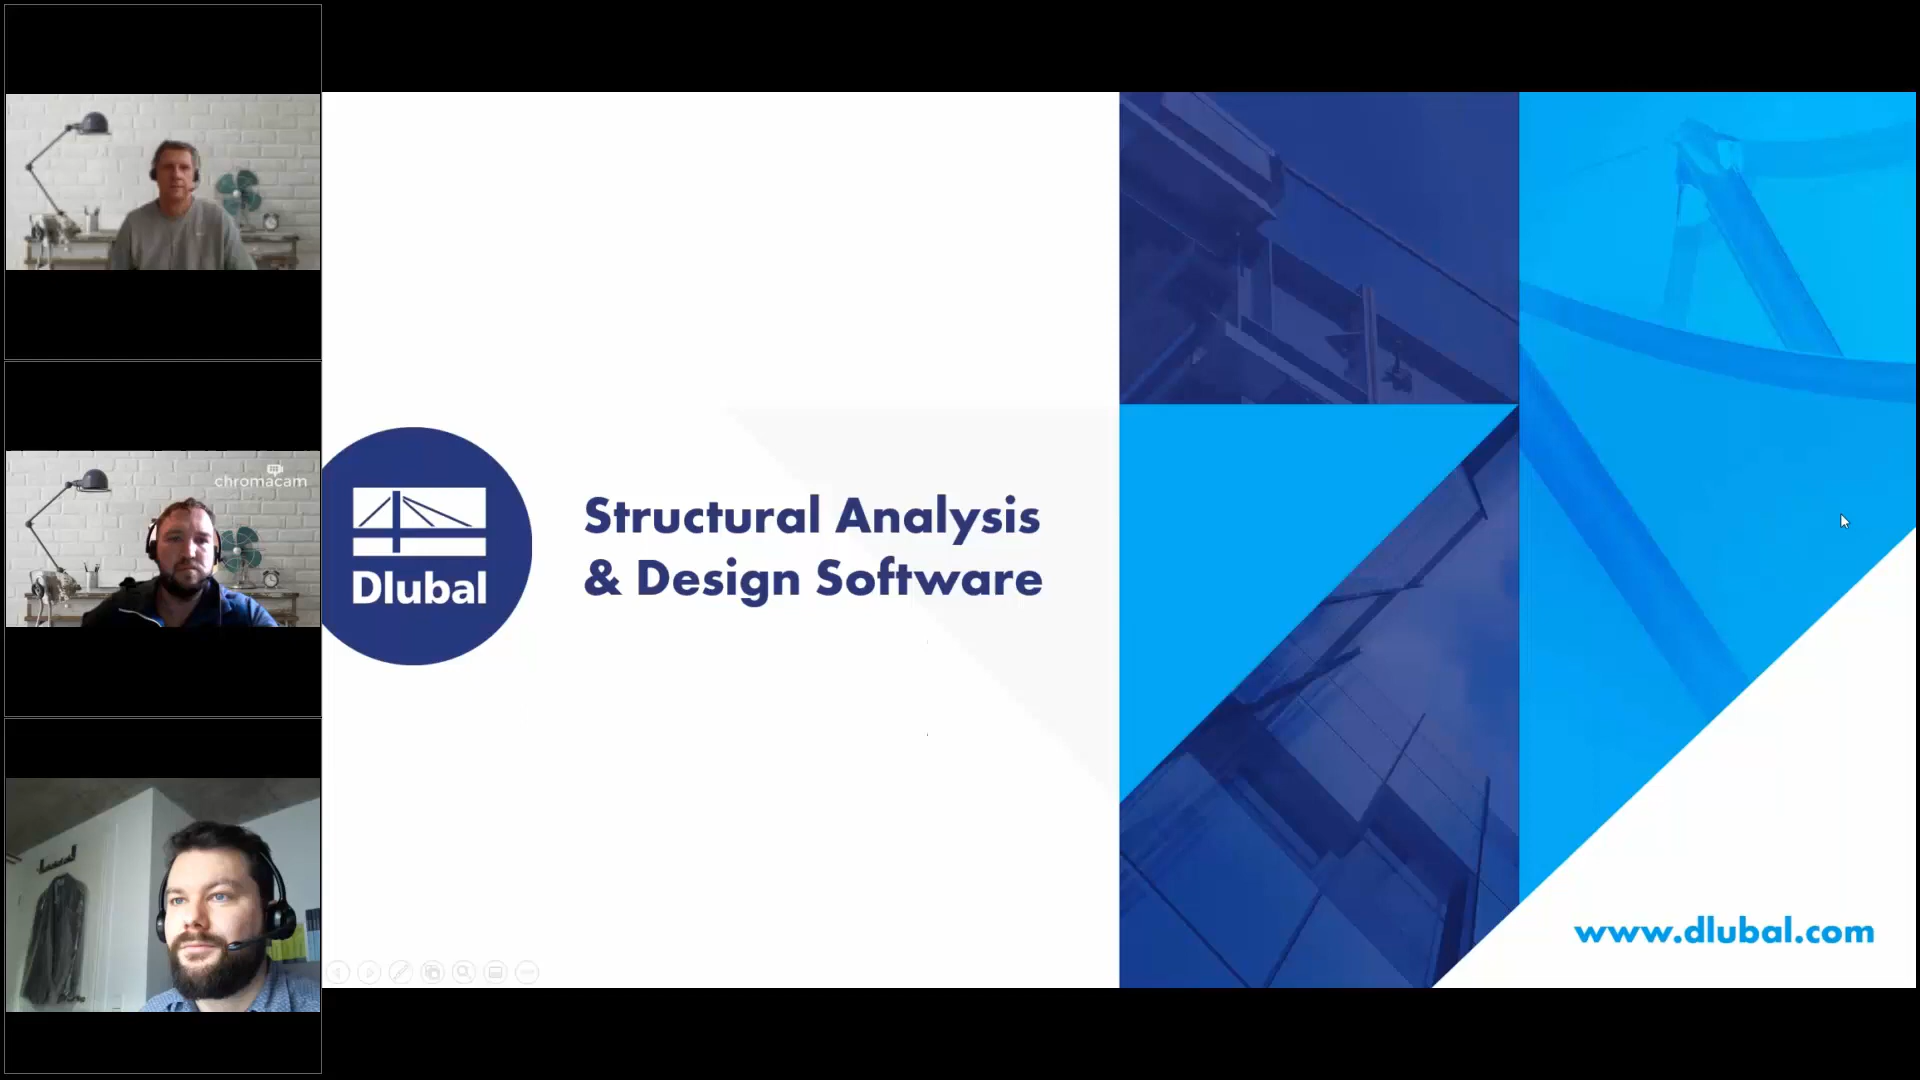 chromacam
Dlubal
Structural Analysis
& Design Software
www.dlubal.com